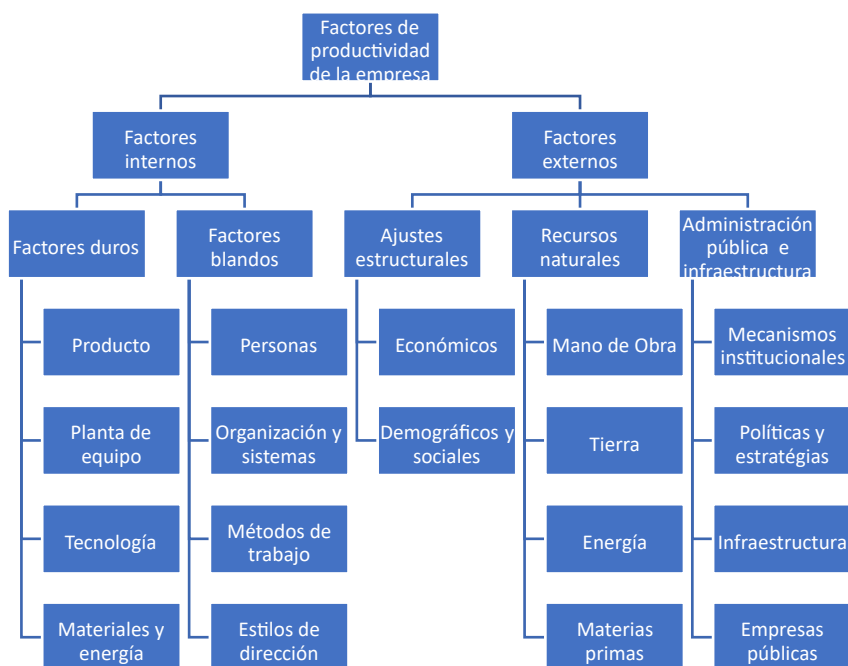 Factores de
productividad
de la empresa
Factores
internos
Factores
externos
Factores duros
Factores
blandos
Ajustes
estructurales
Recursos
naturales
Administración
pública e
infraestructura
Producto
Personas
Económicos
Mano de Obra
Mecanismos
institucionales
Planta de
equipo
Organización y
sistemas
Demográficos y
sociales
Tierra
Políticas y
estratégias
Tecnología
Métodos de
trabajo
Energía
Infraestructura
Materiales y
energía
Estilos de
dirección
Materias
primas
Empresas
públicas